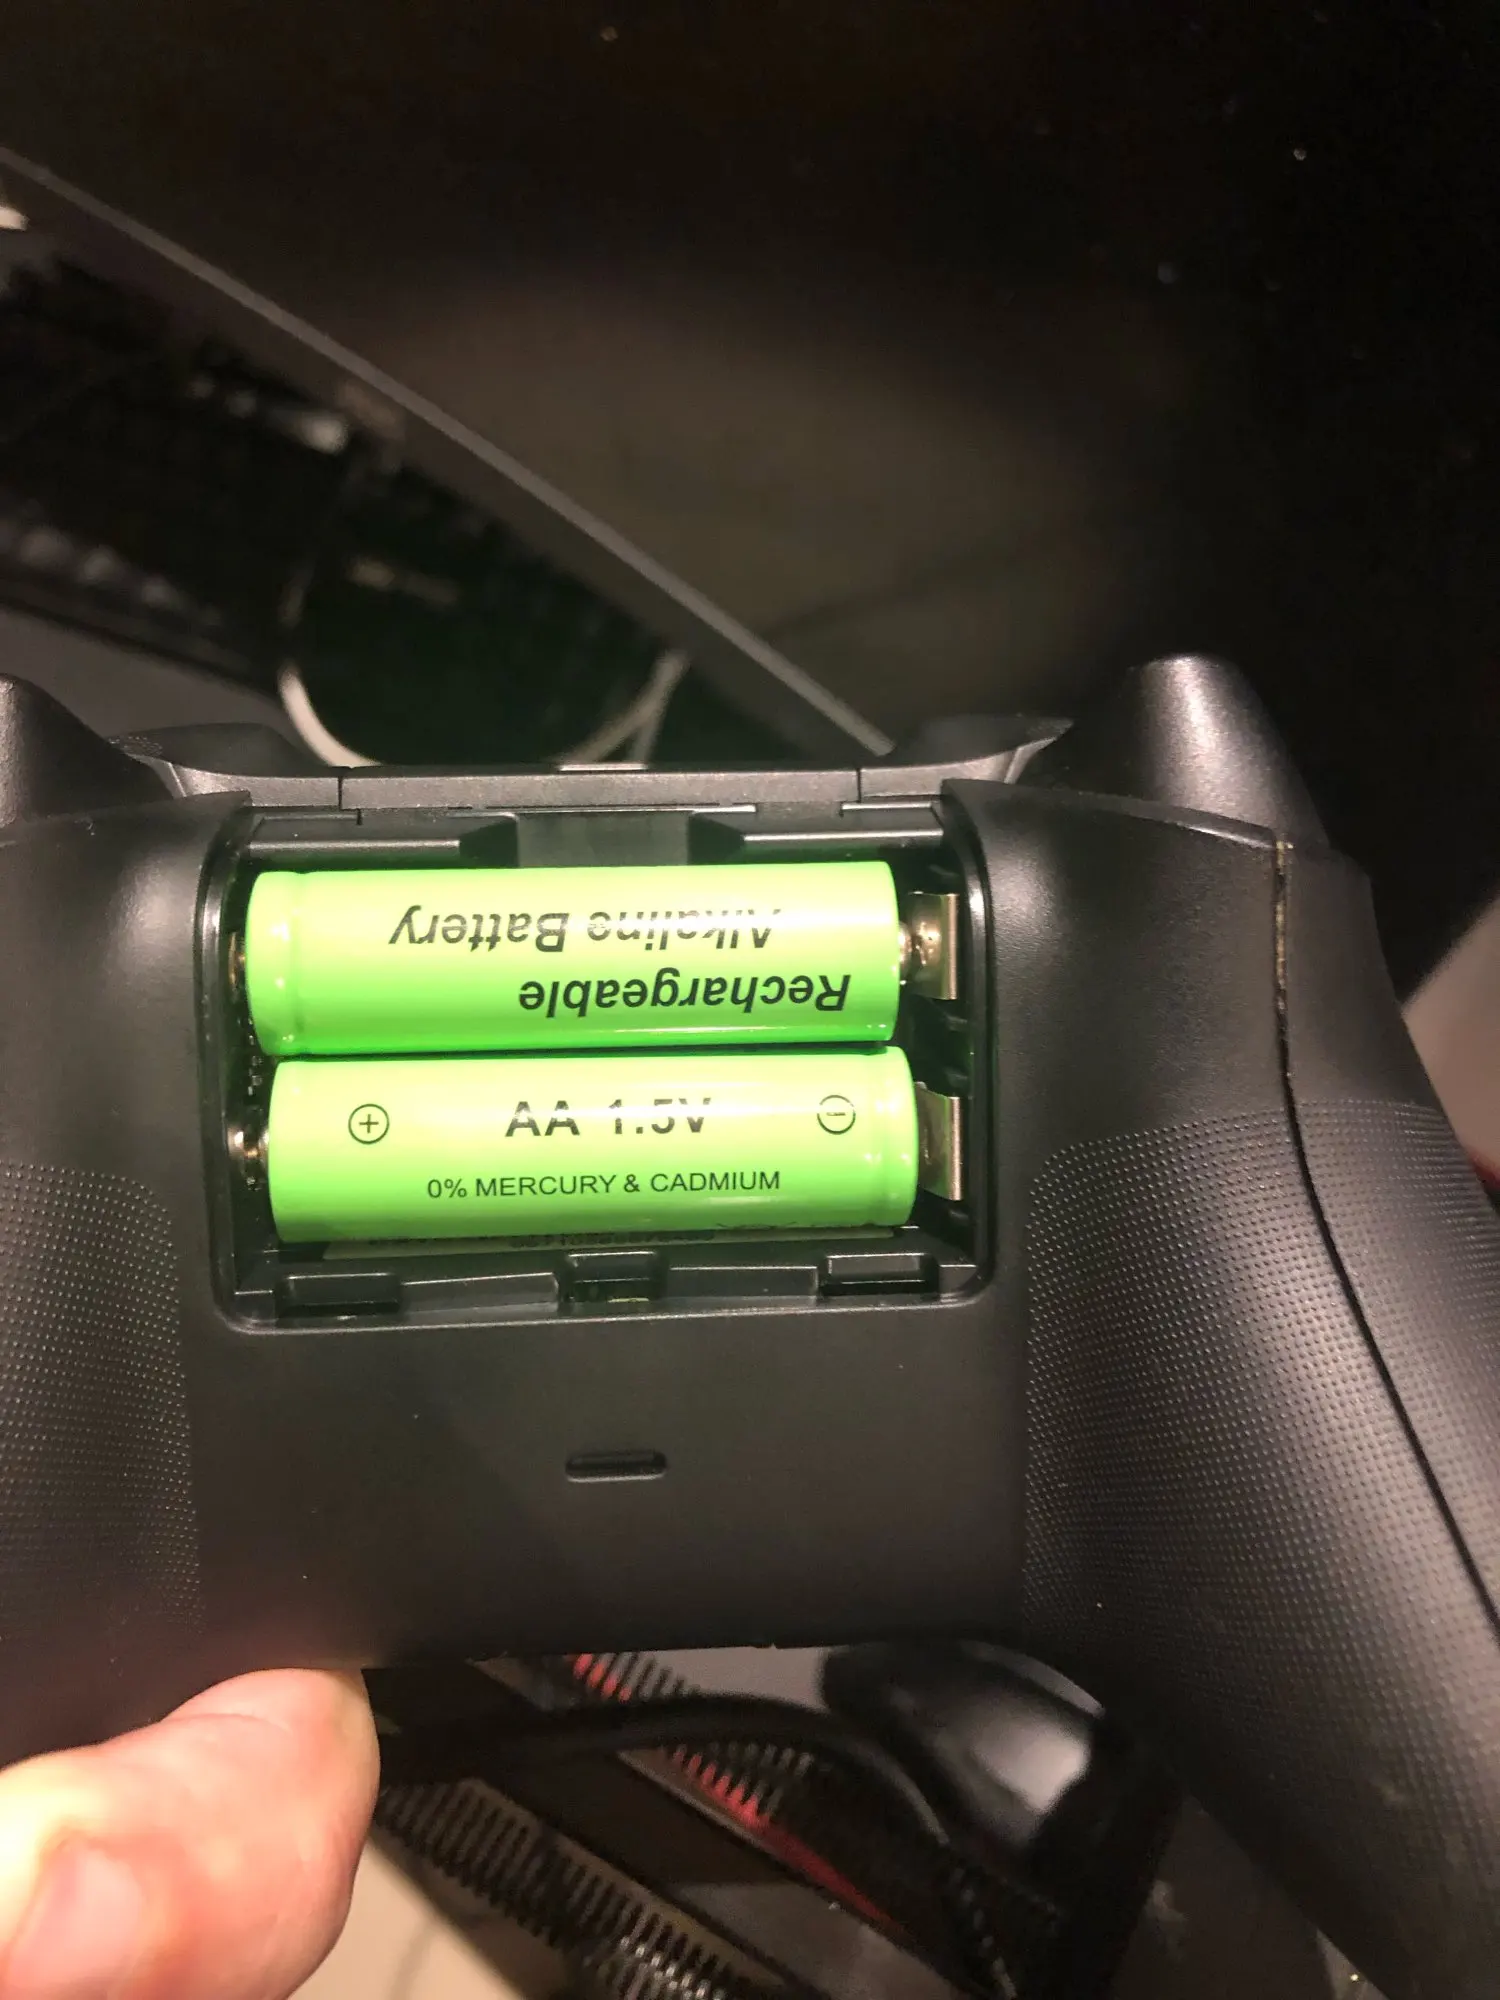 Rechargeable
Alkaline Battery
+ AA 1.5V −
0% MERCURY & CADMIUM